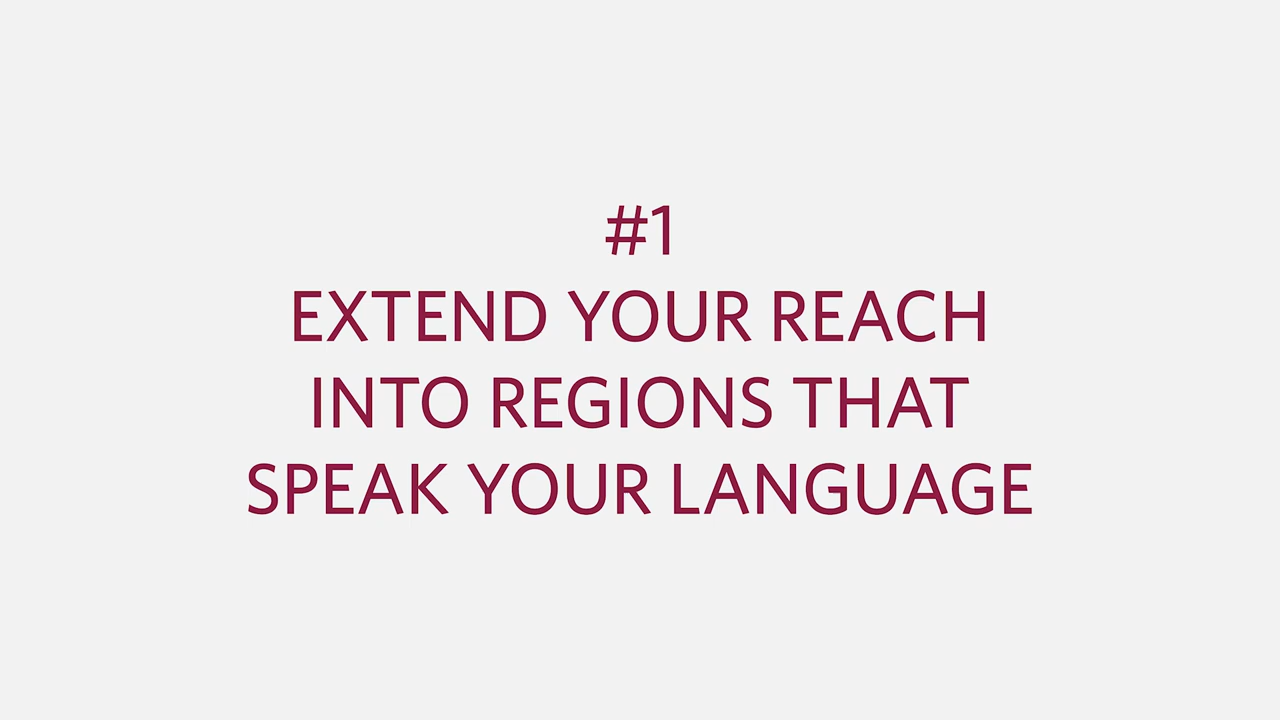 #1
EXTEND YOUR REACH
INTO REGIONS THAT
SPEAK YOUR LANGUAGE